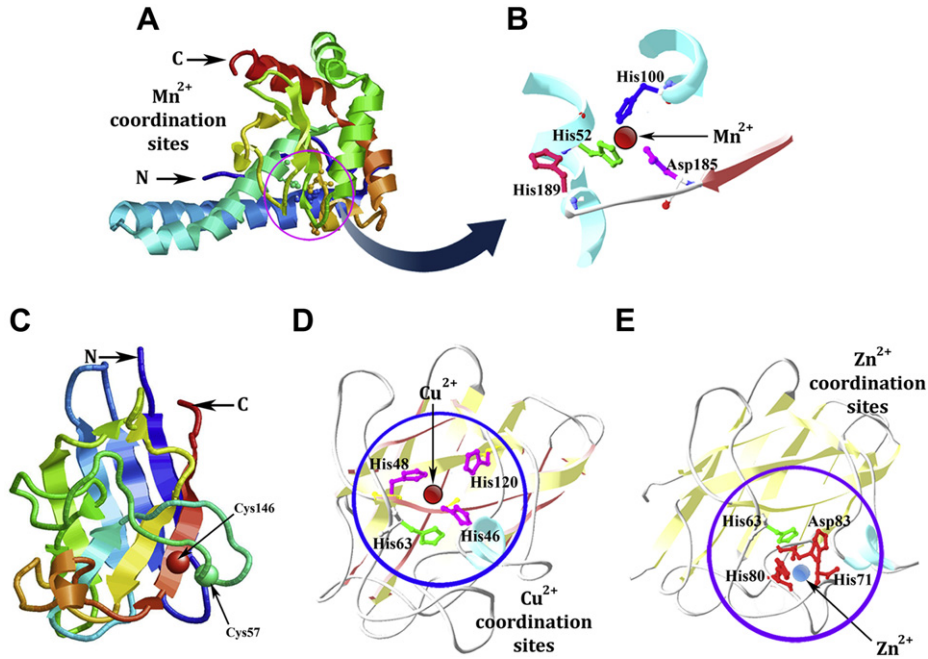 A
C
Mn2+
coordination
sites
N
B
His100
His52
Mn2+
Asp185
His189
C
N
C
Cys146
Cys57
D
Cu2+
His48
His120
His63
His46
Cu2+
coordination
sites
E
Zn2+
coordination
sites
His63
Asp83
His80
His71
Zn2+